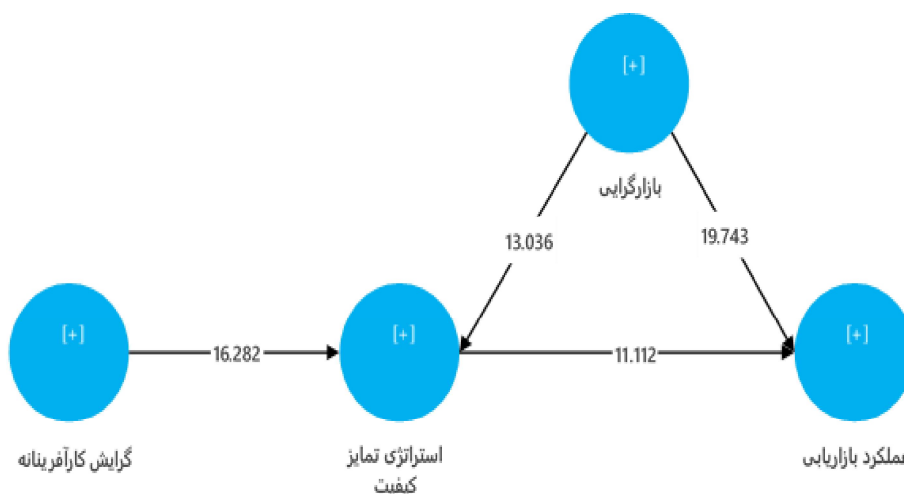 [+]
بازارگرایی
13.036
19.743
[+]
[+]
[+]
16.282
11.112
گرایش کارآفرینانه
استراتژی تمایز
کیفیت
عملکرد بازاریابی